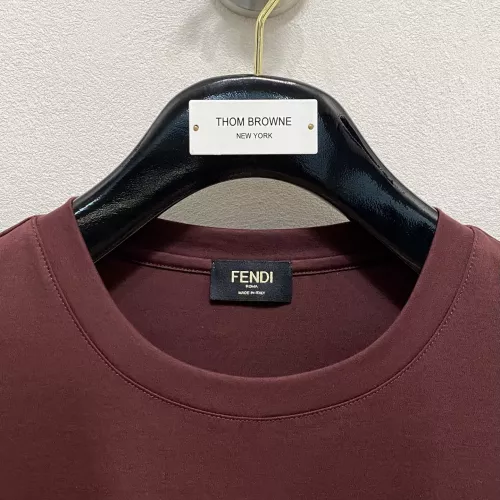 THOM BROWNE
NEW YORK
FENDI
ROMA
MADE IN ITALY